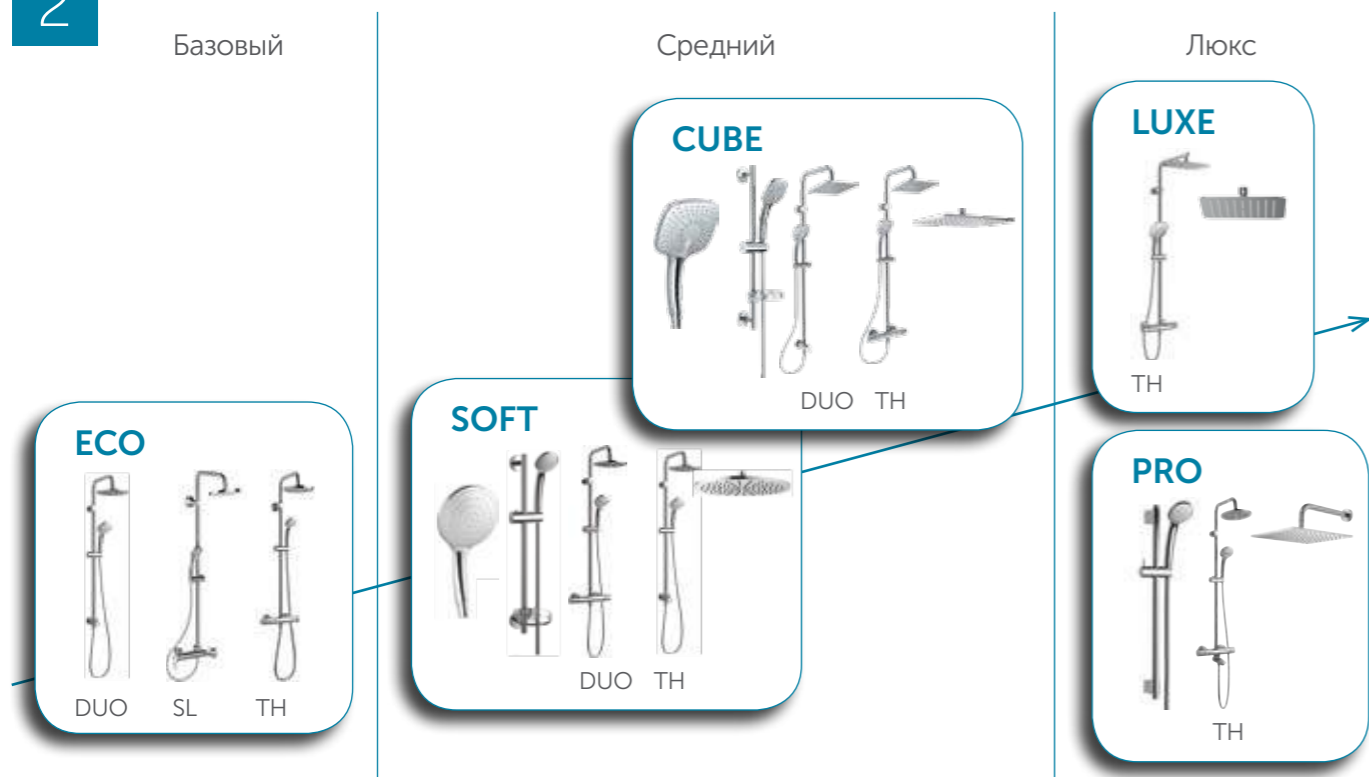 2
Базовый
Средний
Люкс
CUBE
DUO TH
LUXE
TH
ECO
DUO SL TH
SOFT
DUO TH
PRO
TH